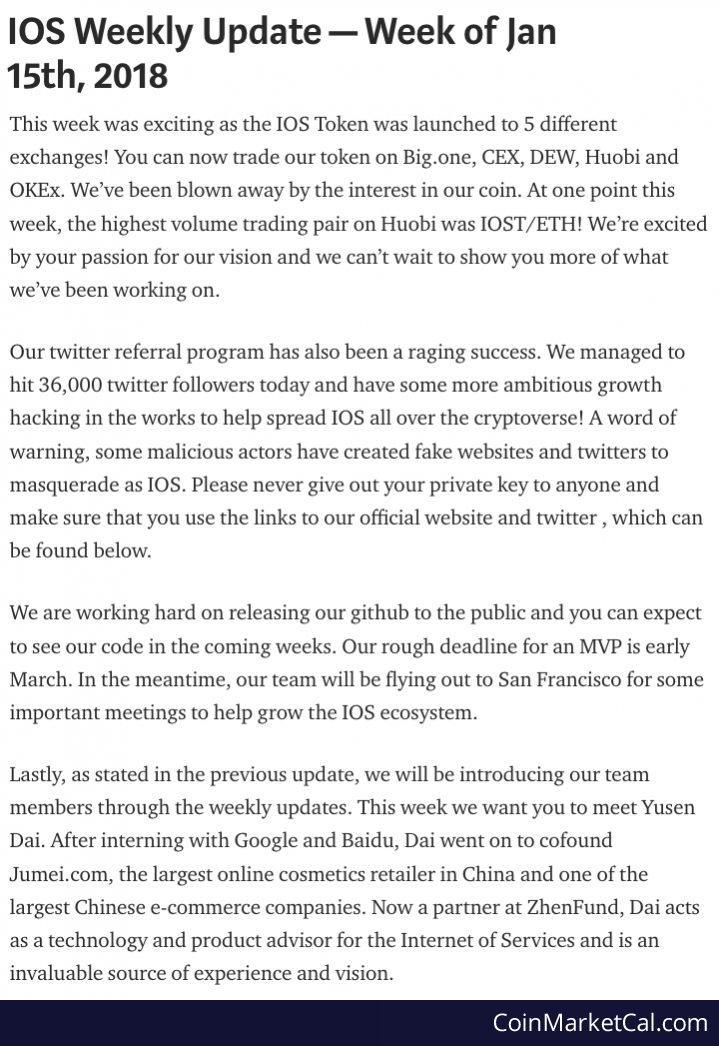 IOS Weekly Update — Week of Jan
15th, 2018
This week was exciting as the IOS Token was launched to 5 different
exchanges! You can now trade our token on Big.one, CEX, DEW, Huobi and
OKEx. We’ve been blown away by the interest in our coin. At one point this
week, the highest volume trading pair on Huobi was IOST/ETH! We’re excited
by your passion for our vision and we can’t wait to show you more of what
we’ve been working on.
Our twitter referral program has also been a raging success. We managed to
hit 36,000 twitter followers today and have some more ambitious growth
hacking in the works to help spread IOS all over the cryptoverse! A word of
warning, some malicious actors have created fake websites and twitters to
masquerade as IOS. Please never give out your private key to anyone and
make sure that you use the links to our official website and twitter , which can
be found below.
We are working hard on releasing our github to the public and you can expect
to see our code in the coming weeks. Our rough deadline for an MVP is early
March. In the meantime, our team will be flying out to San Francisco for some
important meetings to help grow the IOS ecosystem.
Lastly, as stated in the previous update, we will be introducing our team
members through the weekly updates. This week we want you to meet Yusen
Dai. After interning with Google and Baidu, Dai went on to cofound
Jumei.com, the largest online cosmetics retailer in China and one of the
largest Chinese e-commerce companies. Now a partner at ZhenFund, Dai acts
as a technology and product advisor for the Internet of Services and is an
invaluable source of experience and vision.
CoinMarketCal.com